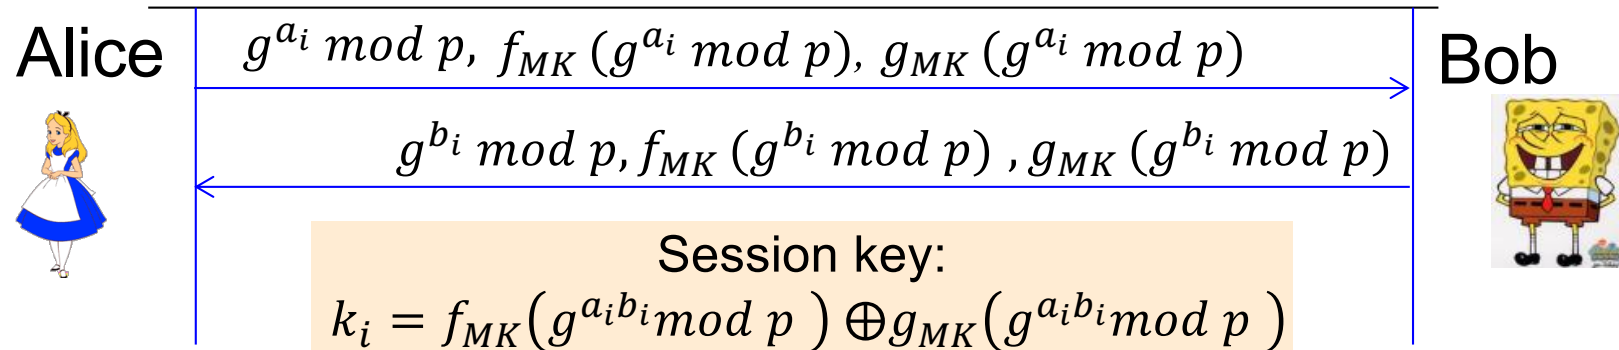 Alice
g^{a_i} mod p, f_{MK} (g^{a_i} mod p), g_{MK} (g^{a_i} mod p)
Bob
g^{b_i} mod p, f_{MK} (g^{b_i} mod p) , g_{MK} (g^{b_i} mod p)
Session key:
k_i = f_{MK}(g^{a_i b_i} mod p ) ⊕ g_{MK}(g^{a_i b_i} mod p )